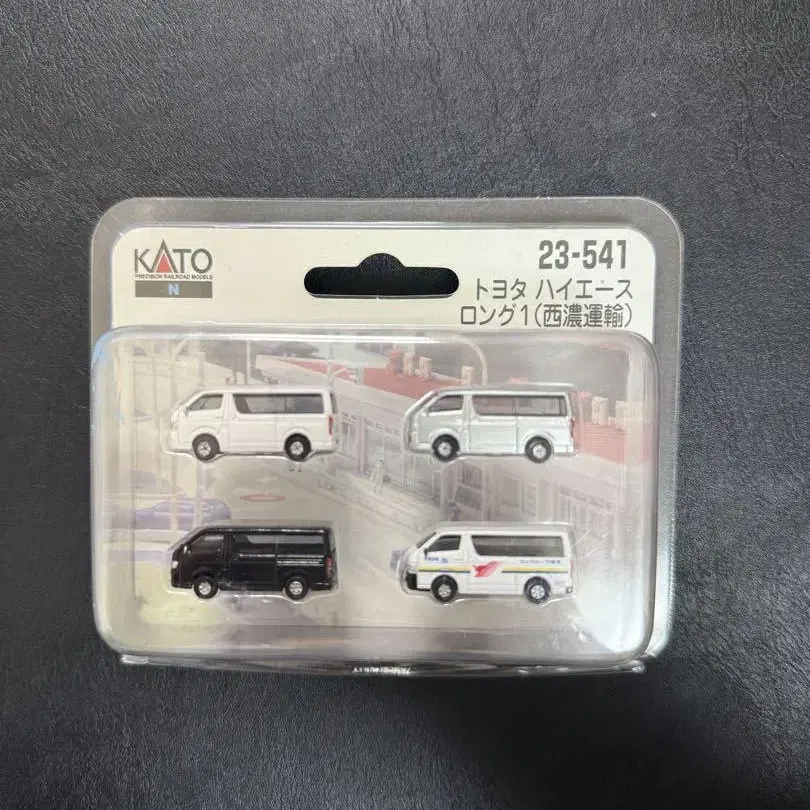 KATO
PRECISION RAILROAD MODELS
N
23-541
トヨタ ハイエース
ロング1(西濃運輸)